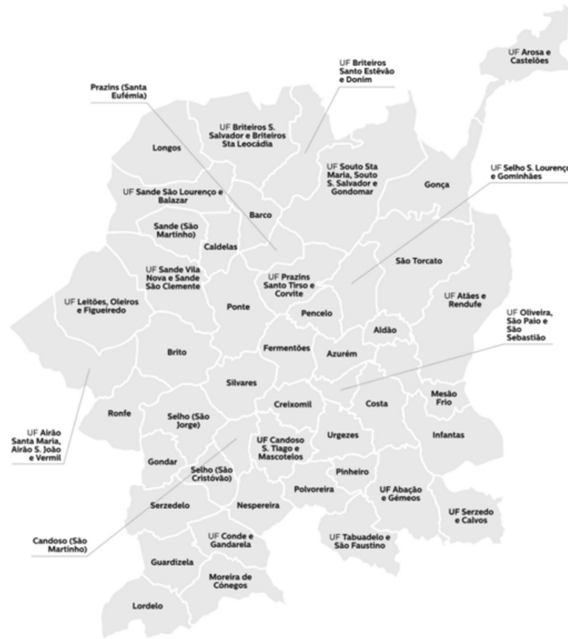 UF Arosa e
Castelões
UF Briteiros
Santo Estêvão
e Donim
Prazins (Santa
Eufémia)
UF Briteiros S.
Salvador e Briteiros
Sta Leocádia
Longos
UF Souto Sta
Maria, Souto
S. Salvador e
Gondomar
UF Selho S. Lourenço
e Gominhães
Gonça
UF Sande São Lourenço e
Balazar
Barco
Sande (São
Martinho)
Caldelas
São Torcato
UF Sande Vila
Nova e Sande
São Clemente
UF Prazins
Santo Tirso e
Corvite
UF Leitões, Oleiros
e Figueiredo
UF Atães e
Rendufe
Ponte
Pencelo
UF Oliveira,
São Paio e
São
Sebastião
Aldão
Brito
Fermentões
Azurém
Silvares
Mesão
Frio
Creixomil
Costa
Ronfe
Selho (São
Jorge)
UF Airão
Santa Maria,
Airão S. João
e Vermil
UF Candoso
S. Tiago e
Mascotelos
Urgezes
Infantas
Gondar
Selho (São
Cristóvão)
Pinheiro
Polvoreira
UF Abação
e Gémeos
Serzedelo
Nespereira
UF Serzedo
e Calvos
Candoso (São
Martinho)
UF Conde e
Gandarela
UF Tabuadelo e
São Faustino
Guardizela
Moreira de
Cónegos
Lordelo